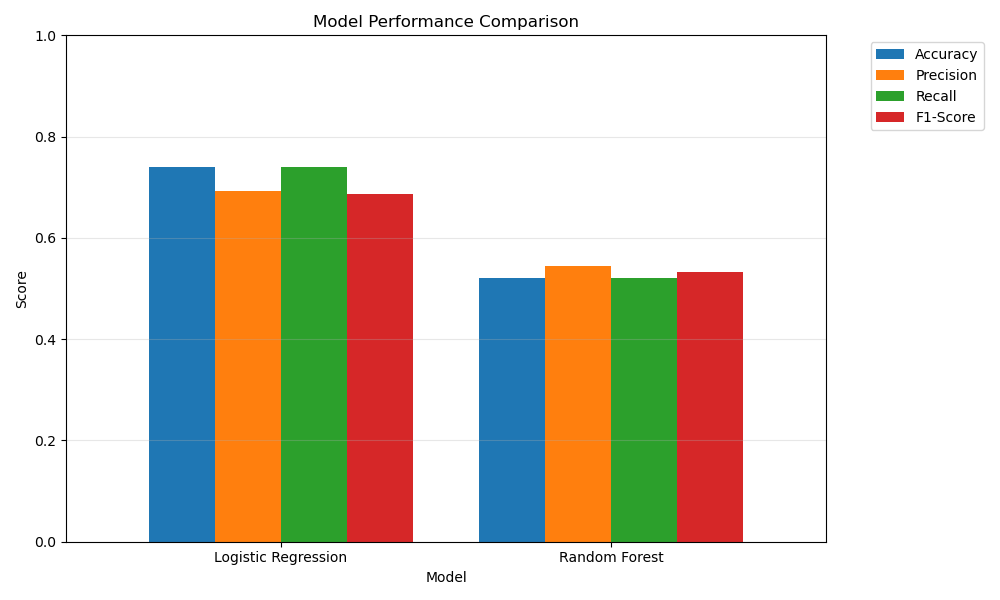 Model Performance Comparison
Accuracy
Precision
Recall
F1-Score
Score
1.0
0.8
0.6
0.4
0.2
0.0
Logistic Regression
Random Forest
Model